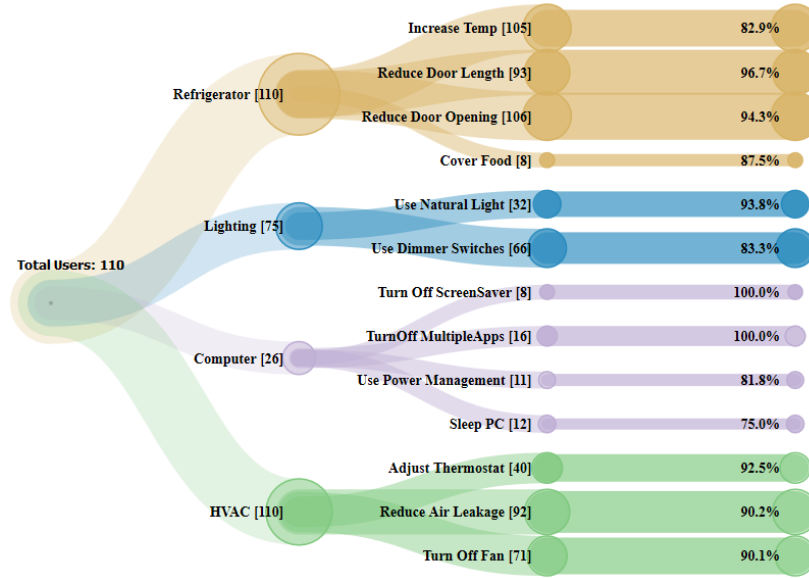 Increase Temp [105] 82.9%
Reduce Door Length [93] 96.7%
Refrigerator [110]
Reduce Door Opening [106] 94.3%
Cover Food [8] 87.5%
Use Natural Light [32] 93.8%
Lighting [75]
Use Dimmer Switches [66] 83.3%
Total Users: 110
Turn Off ScreenSaver [8] 100.0%
TurnOff MultipleApps [16] 100.0%
Computer [26]
Use Power Management [11] 81.8%
Sleep PC [12] 75.0%
Adjust Thermostat [40] 92.5%
HVAC [110]
Reduce Air Leakage [92] 90.2%
Turn Off Fan [71] 90.1%